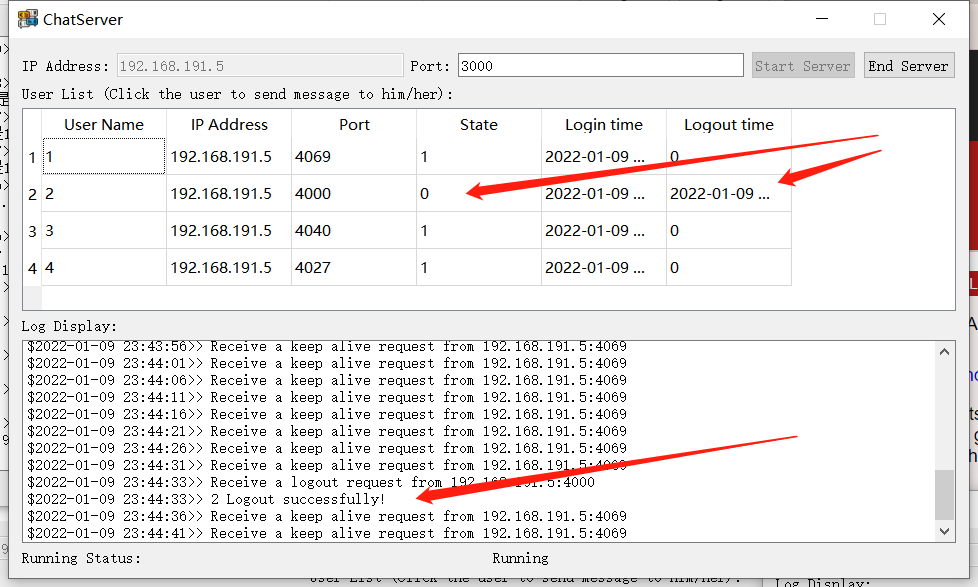 ChatServer
IP Address: 192.168.191.5 Port: 3000 Start Server End Server
User List (Click the user to send message to him/her):
User Name IP Address Port State Login time Logout time
1 1 192.168.191.5 4069 1 2022-01-09 ... 0
2 2 192.168.191.5 4000 0 2022-01-09 ... 2022-01-09 ...
3 3 192.168.191.5 4040 1 2022-01-09 ... 0
4 4 192.168.191.5 4027 1 2022-01-09 ... 0
Log Display:
$2022-01-09 23:43:56>> Receive a keep alive request from 192.168.191.5:4069
$2022-01-09 23:44:01>> Receive a keep alive request from 192.168.191.5:4069
$2022-01-09 23:44:06>> Receive a keep alive request from 192.168.191.5:4069
$2022-01-09 23:44:11>> Receive a keep alive request from 192.168.191.5:4069
$2022-01-09 23:44:16>> Receive a keep alive request from 192.168.191.5:4069
$2022-01-09 23:44:21>> Receive a keep alive request from 192.168.191.5:4069
$2022-01-09 23:44:26>> Receive a keep alive request from 192.168.191.5:4069
$2022-01-09 23:44:31>> Receive a keep alive request from 192.168.191.5:4069
$2022-01-09 23:44:33>> Receive a logout request from 192.168.191.5:4000
$2022-01-09 23:44:33>> 2 Logout successfully!
$2022-01-09 23:44:36>> Receive a keep alive request from 192.168.191.5:4069
$2022-01-09 23:44:41>> Receive a keep alive request from 192.168.191.5:4069
Running Status: Running
User List (Click the user to send message to him/her):
Log Display: